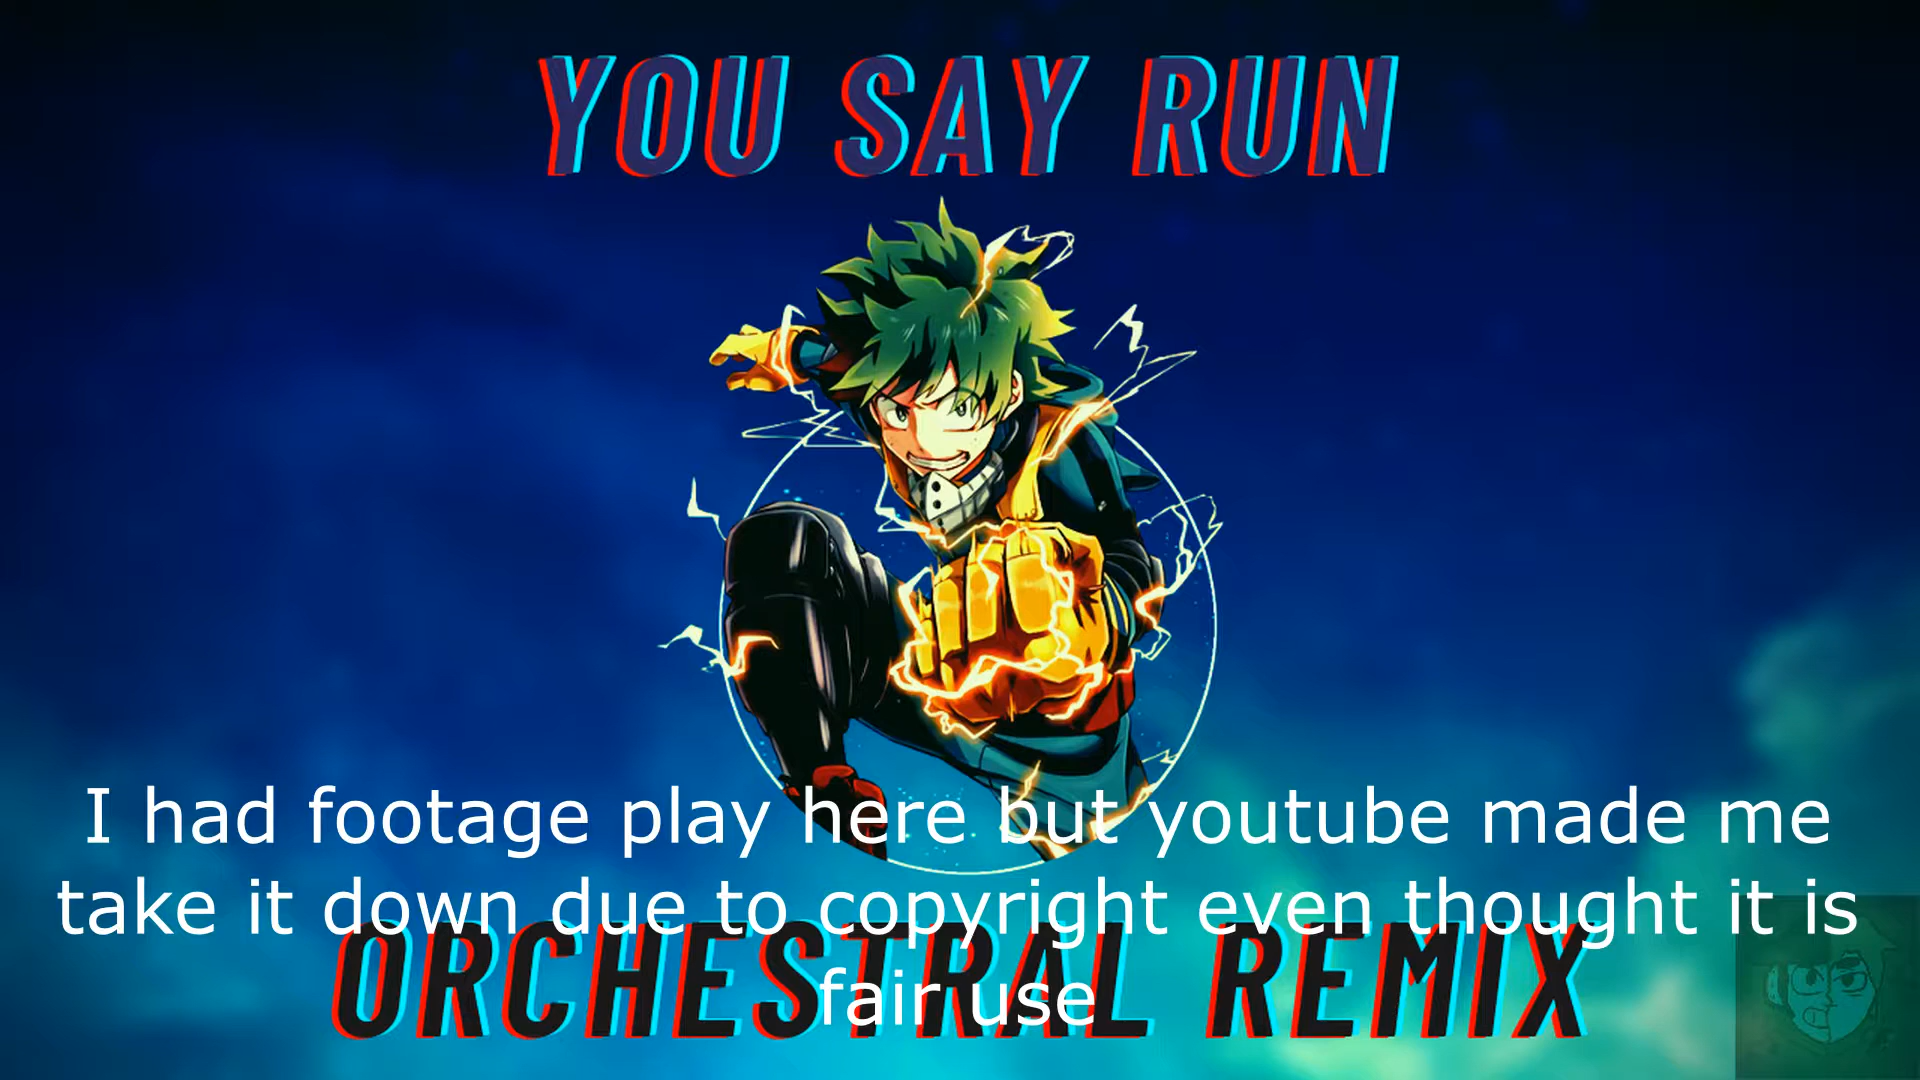 YOU SAY RUN
I had footage play here but youtube made me
take it down due to copyright even thought it is
fair use
ORCHESTRAL REMIX